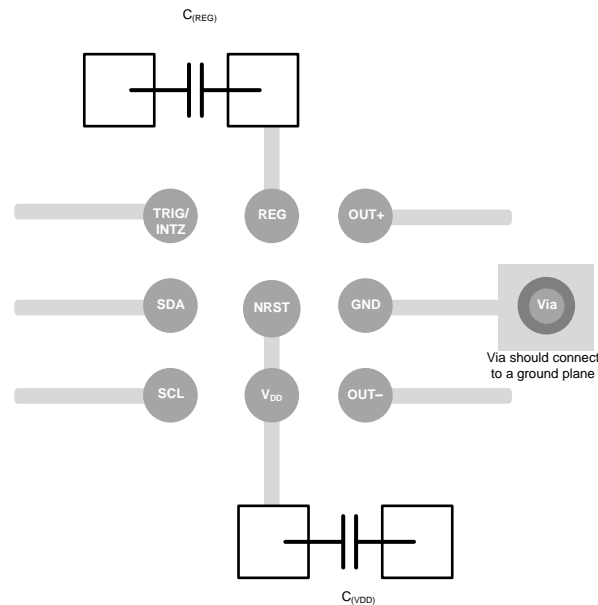 C(REG)
TRIG/
INTZ
REG
OUT+
SDA
NRST
GND
Via
Via should connect
to a ground plane
SCL
VDD
OUT−
C(VDD)